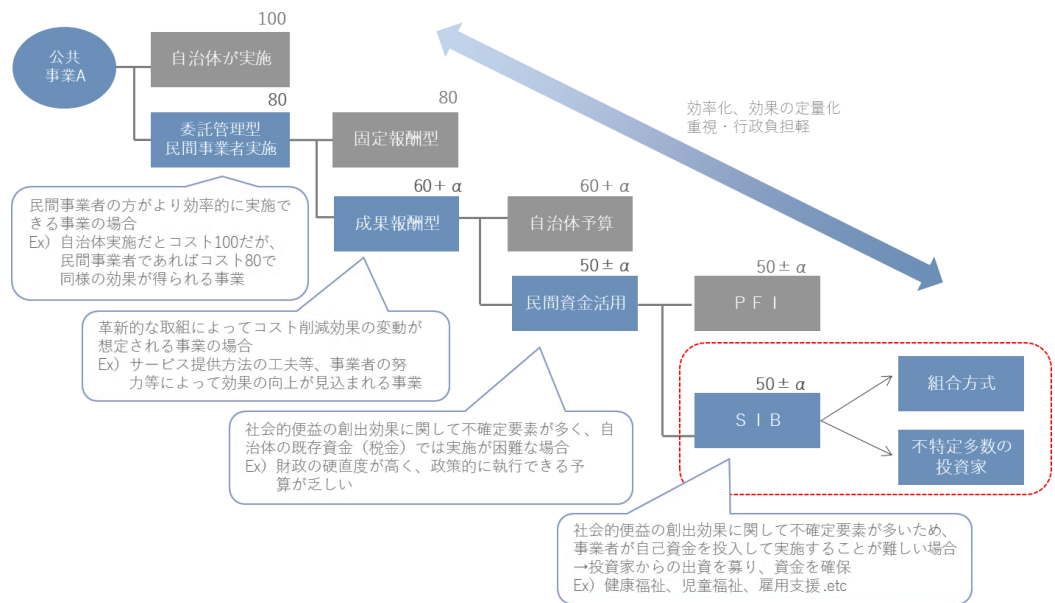 公共
事業A
100
自治体が実施
80
委託管理型
民間事業者実施
80
固定報酬型
効率化、効果の定量化
重視・行政負担軽
民間事業者の方がより効率的に実施で
きる事業の場合
Ex）自治体実施だとコスト100だが、
民間事業者であればコスト80で
同様の効果が得られる事業
60＋α
成果報酬型
60＋α
自治体予算
50±α
民間資金活用
50±α
ＰＦＩ
革新的な取組によってコスト削減効果の変動が
想定される事業の場合
Ex）サービス提供方法の工夫等、事業者の努
力等によって効果の向上が見込まれる事業
50±α
ＳＩＢ
組合方式
不特定多数の
投資家
社会的便益の創出効果に関して不確定要素が多く、自
治体の既存資金（税金）では実施が困難な場合
Ex）財政の硬直度が高く、政策的に執行できる予
算が乏しい
社会的便益の創出効果に関して不確定要素が多いため、
事業者が自己資金を投入して実施することが難しい場合
→投資家からの出資を募り、資金を確保
Ex）健康福祉、児童福祉、雇用支援.etc